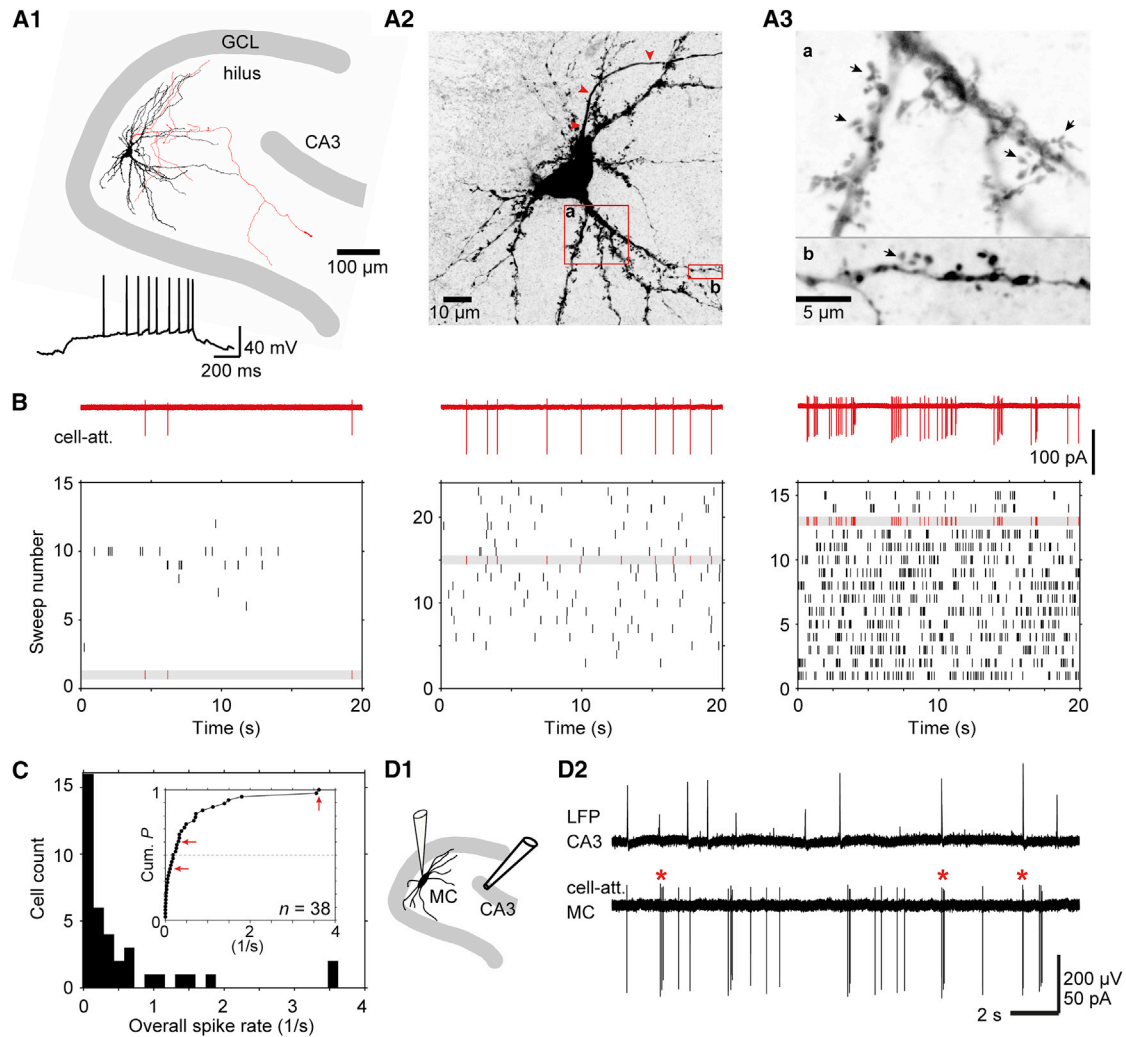 A1
GCL
hilus
CA3
100 µm
40 mV
200 ms
A2
a
b
10 µm
A3
a
b
5 µm
B
cell-att.
100 pA
15
10
5
0
Sweep number
0
10
20
Time (s)
20
10
0
0
10
20
Time (s)
15
10
5
0
0
10
20
Time (s)
C
15
10
5
0
Cell count
0
1
2
3
4
Overall spike rate (1/s)
1
0
Cum. P
n = 38
0
2
4
(1/s)
D1
MC
CA3
D2
LFP
CA3
* * *
cell-att.
MC
200 µV
50 pA
2 s